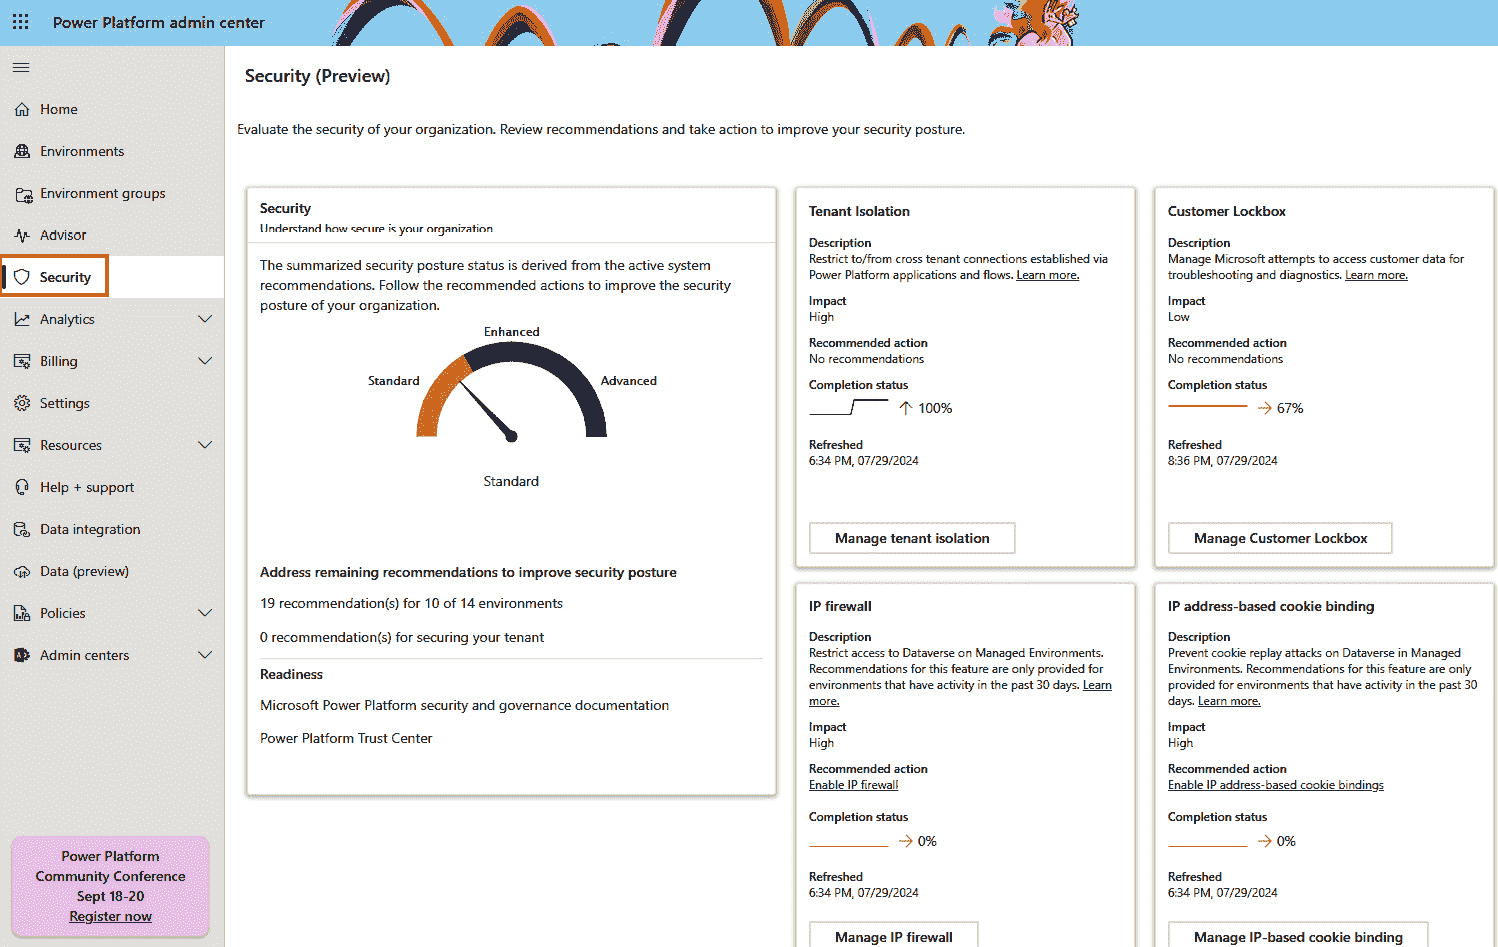 Power Platform admin center
Home
Environments
Environment groups
Advisor
Security
Analytics
Billing
Settings
Resources
Help + support
Data integration
Data (preview)
Policies
Admin centers
Power Platform
Community Conference
Sept 18-20
Register now
Security (Preview)
Evaluate the security of your organization. Review recommendations and take action to improve your security posture.
Security
Understand how secure is your organization
The summarized security posture status is derived from the active system
recommendations. Follow the recommended actions to improve the security
posture of your organization.
Enhanced
Standard
Advanced
Standard
Address remaining recommendations to improve security posture
19 recommendation(s) for 10 of 14 environments
0 recommendation(s) for securing your tenant
Readiness
Microsoft Power Platform security and governance documentation
Power Platform Trust Center
Tenant Isolation
Description
Restrict to/from cross tenant connections established via
Power Platform applications and flows. Learn more.
Impact
High
Recommended action
No recommendations
Completion status
100%
Refreshed
6:34 PM, 07/29/2024
Manage tenant isolation
Customer Lockbox
Description
Manage Microsoft attempts to access customer data for
troubleshooting and diagnostics. Learn more.
Impact
Low
Recommended action
No recommendations
Completion status
67%
Refreshed
8:36 PM, 07/29/2024
Manage Customer Lockbox
IP firewall
Description
Restrict access to Dataverse on Managed Environments.
Recommendations for this feature are only provided for
environments that have activity in the past 30 days. Learn
more.
Impact
High
Recommended action
Enable IP firewall
Completion status
0%
Refreshed
6:34 PM, 07/29/2024
Manage IP firewall
IP address-based cookie binding
Description
Prevent cookie replay attacks on Dataverse in Managed
Environments. Recommendations for this feature are only
provided for environments that have activity in the past 30
days. Learn more.
Impact
High
Recommended action
Enable IP address-based cookie bindings
Completion status
0%
Refreshed
6:34 PM, 07/29/2024
Manage IP-based cookie binding